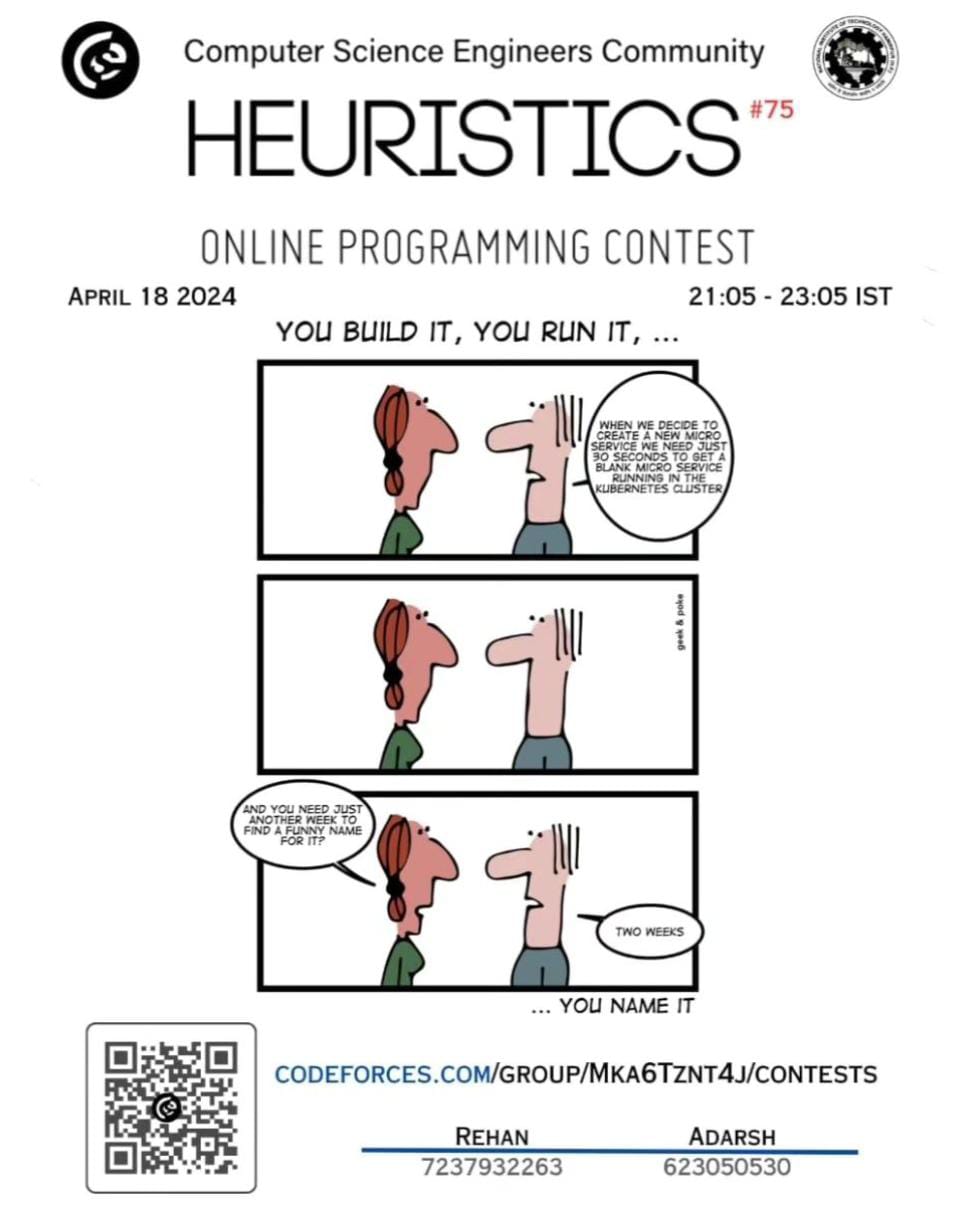 Computer Science Engineers Community
HEURISTICS #75
ONLINE PROGRAMMING CONTEST
APRIL 18 2024
21:05 - 23:05 IST
YOU BUILD IT, YOU RUN IT, ...
WHEN WE DECIDE TO
CREATE A NEW MICRO
SERVICE WE NEED JUST
30 SECONDS TO GET A
BLANK MICRO SERVICE
RUNNING IN THE
KUBERNETES CLUSTER
geek & poke
AND YOU NEED JUST
ANOTHER WEEK TO
FIND A FUNNY NAME
FOR IT?
TWO WEEKS
... YOU NAME IT
CODEFORCES.COM/GROUP/MKA6TZNT4J/CONTESTS
REHAN
ADARSH
7237932263
623050530